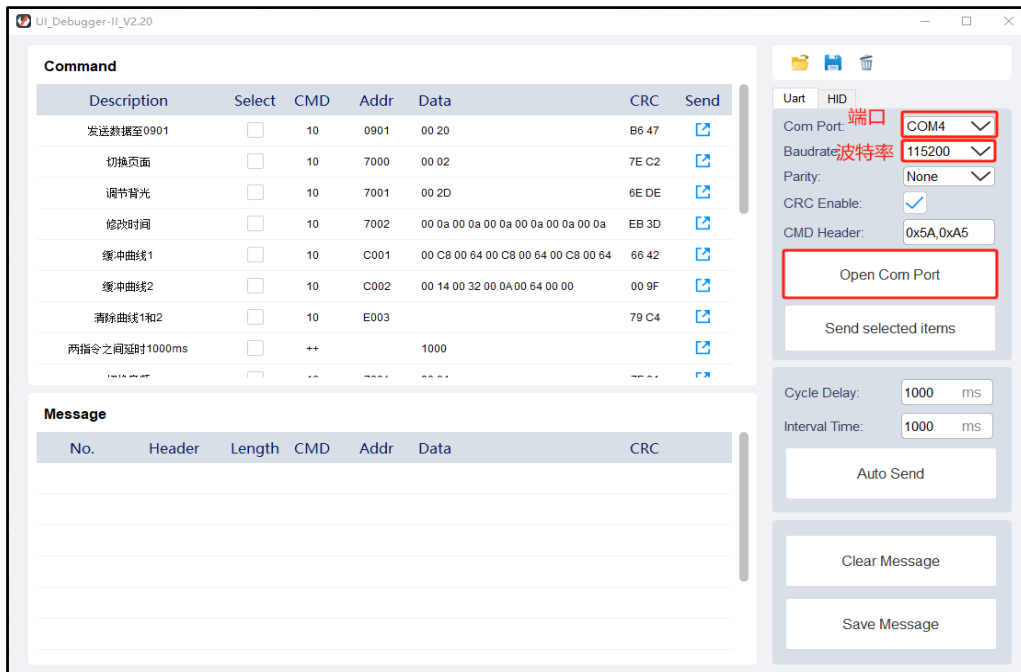 UI_Debugger-II_V2.20
Command
Description Select CMD Addr Data CRC Send
发送数据至0901 10 0901 00 20 B6 47
切换页面 10 7000 00 02 7E C2
调节背光 10 7001 00 2D 6E DE
修改时间 10 7002 00 0a 00 0a 00 0a 00 0a 00 0a 00 0a EB 3D
缓冲曲线1 10 C001 00 C8 00 64 00 C8 00 64 00 C8 00 64 66 42
缓冲曲线2 10 C002 00 14 00 32 00 0A 00 64 00 00 00 9F
清除曲线1和2 10 E003 79 C4
两指令之间延时1000ms ++ 1000
Message
No. Header Length CMD Addr Data CRC
Uart HID
Com Port: 端口 COM4
Baudrate 波特率 115200
Parity: None
CRC Enable:
CMD Header: 0x5A,0xA5
Open Com Port
Send selected items
Cycle Delay: 1000 ms
Interval Time: 1000 ms
Auto Send
Clear Message
Save Message